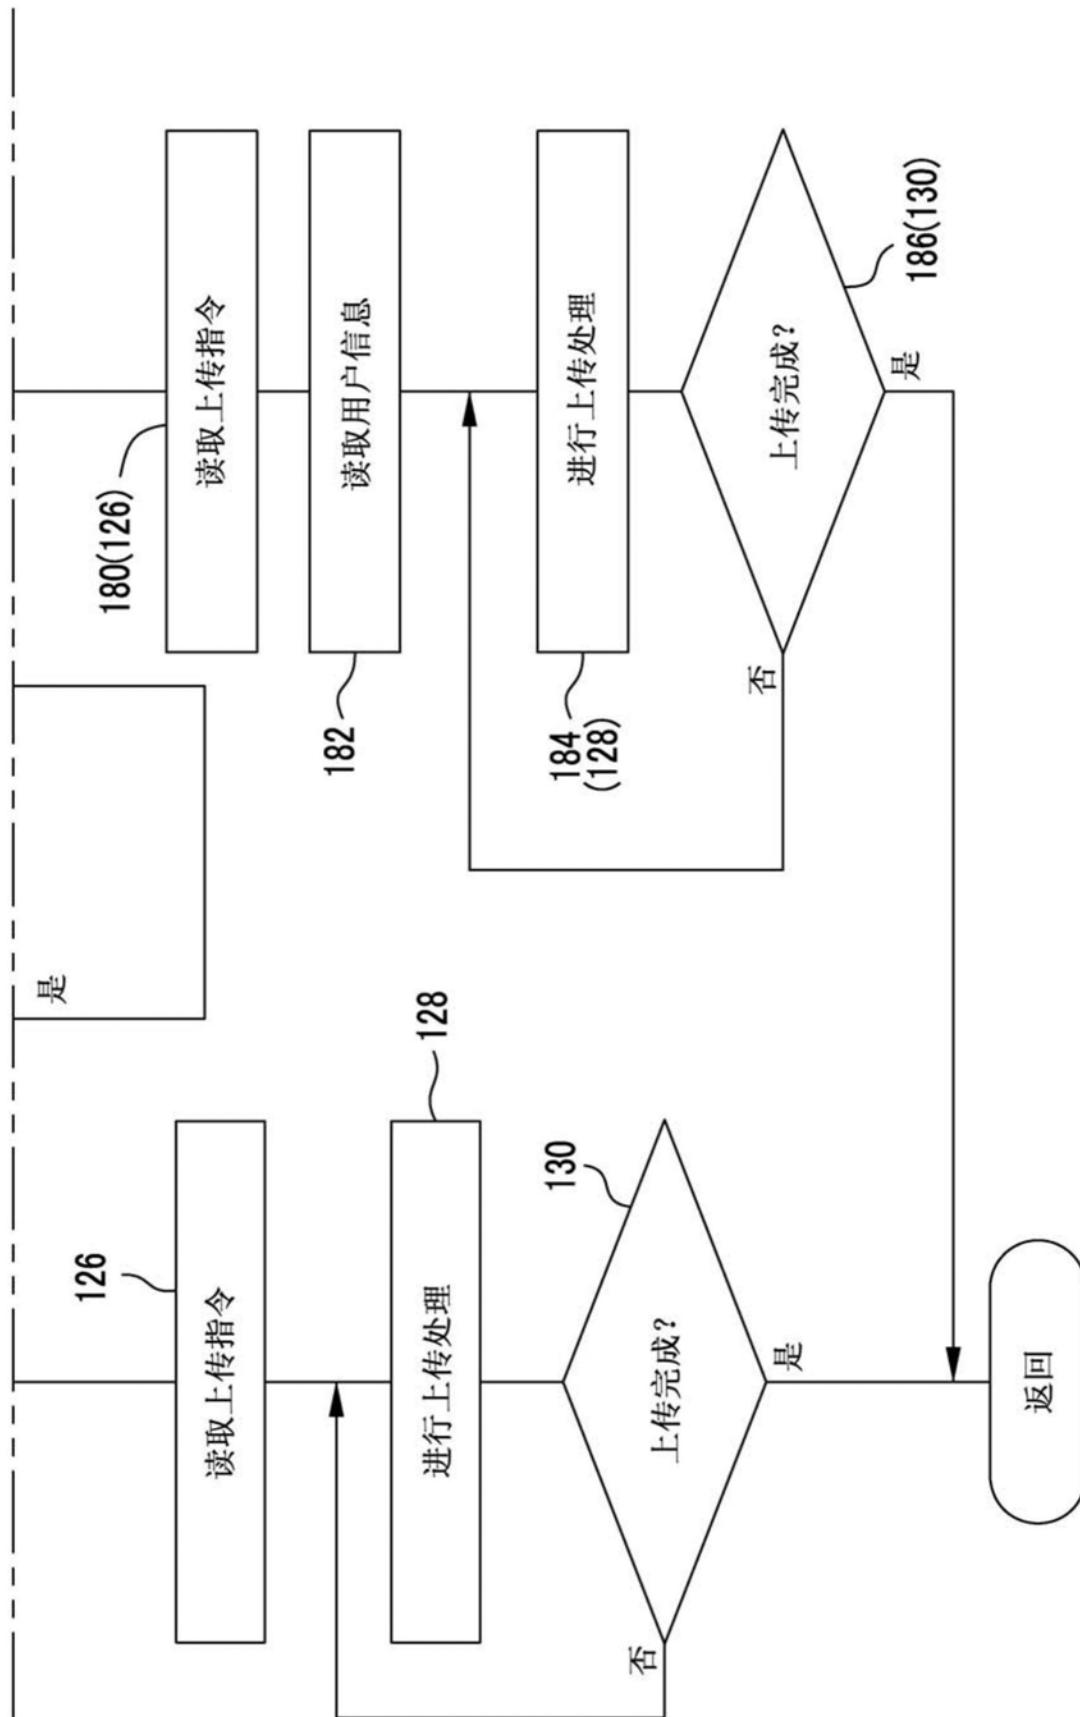 是
126
读取上传指令
128
进行上传处理
130
上传完成?
否
是
180(126)
读取上传指令
182
读取用户信息
184
(128)
进行上传处理
上传完成?
186(130)
否
是
返回